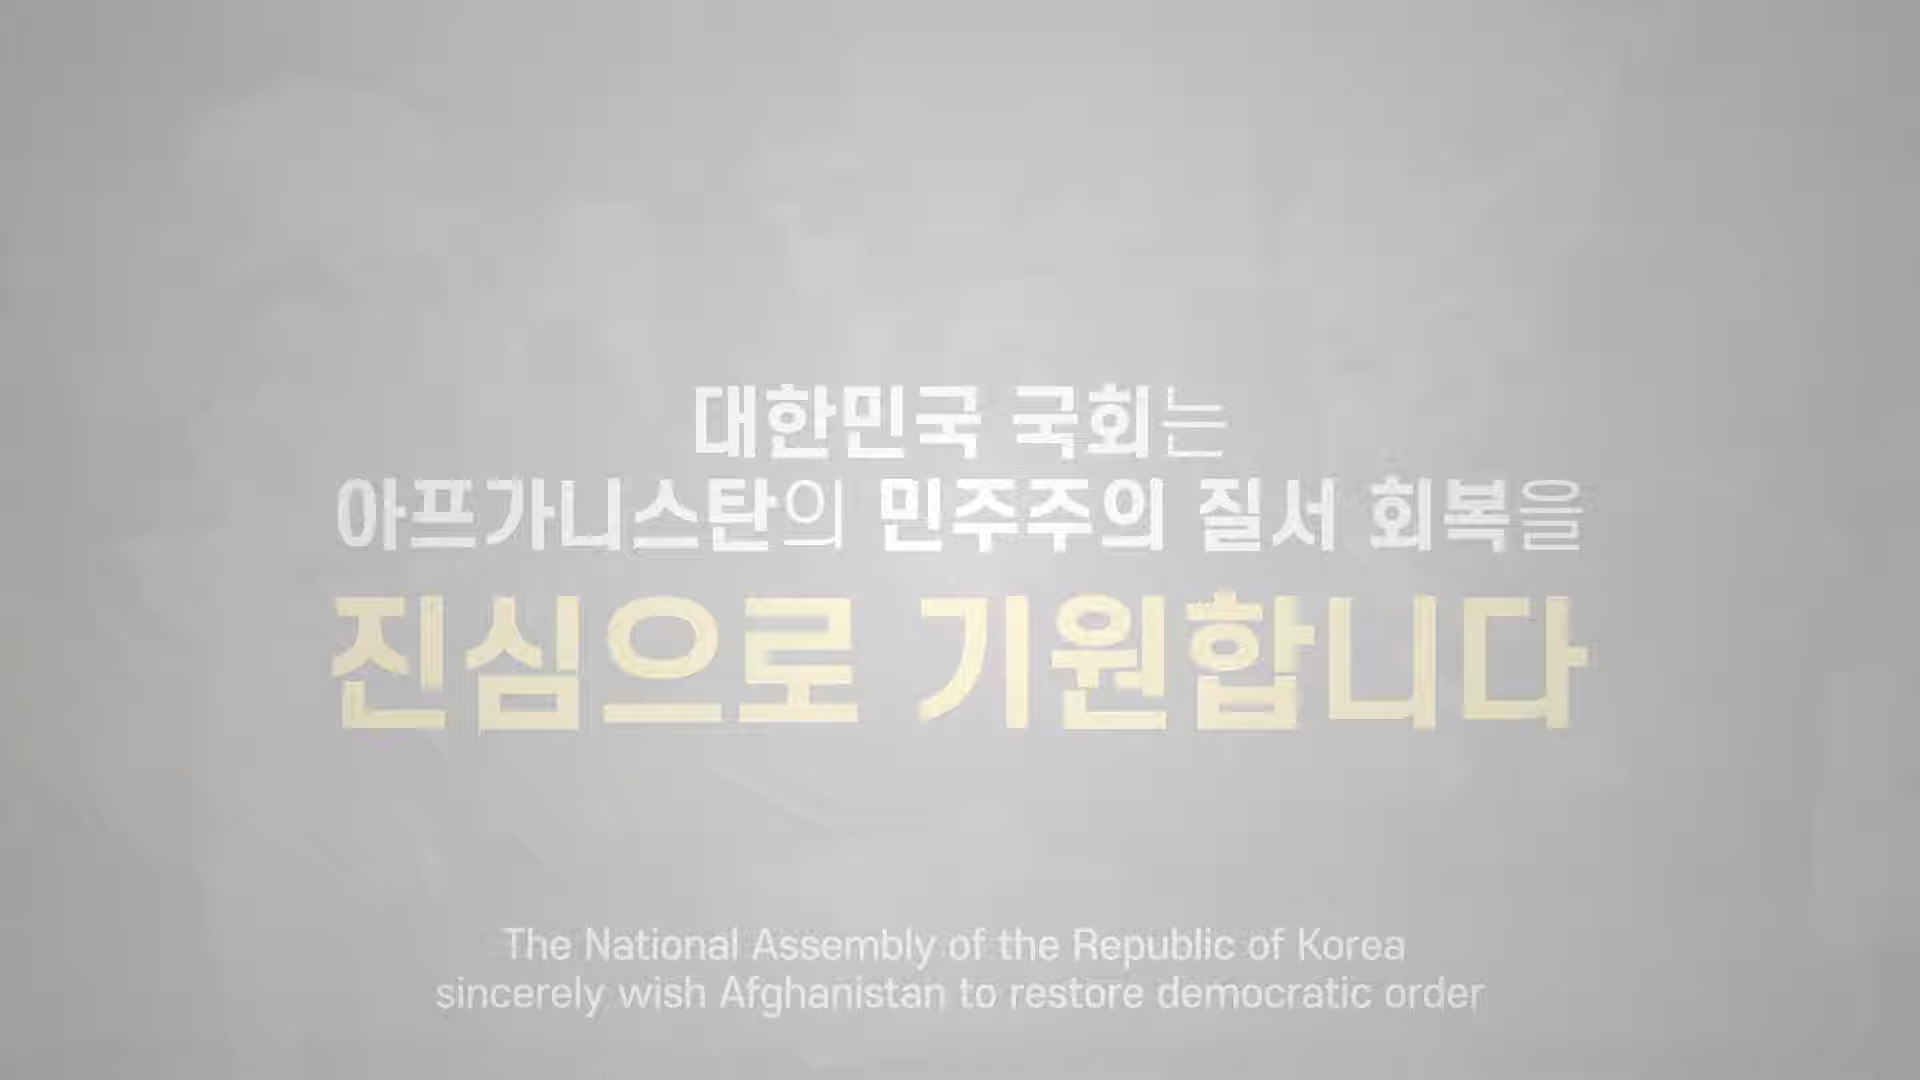 대한민국 국회는
아프가니스탄의 민주주의 질서 회복을
진심으로 기원합니다
The National Assembly of the Republic of Korea
sincerely wish Afghanistan to restore democratic order